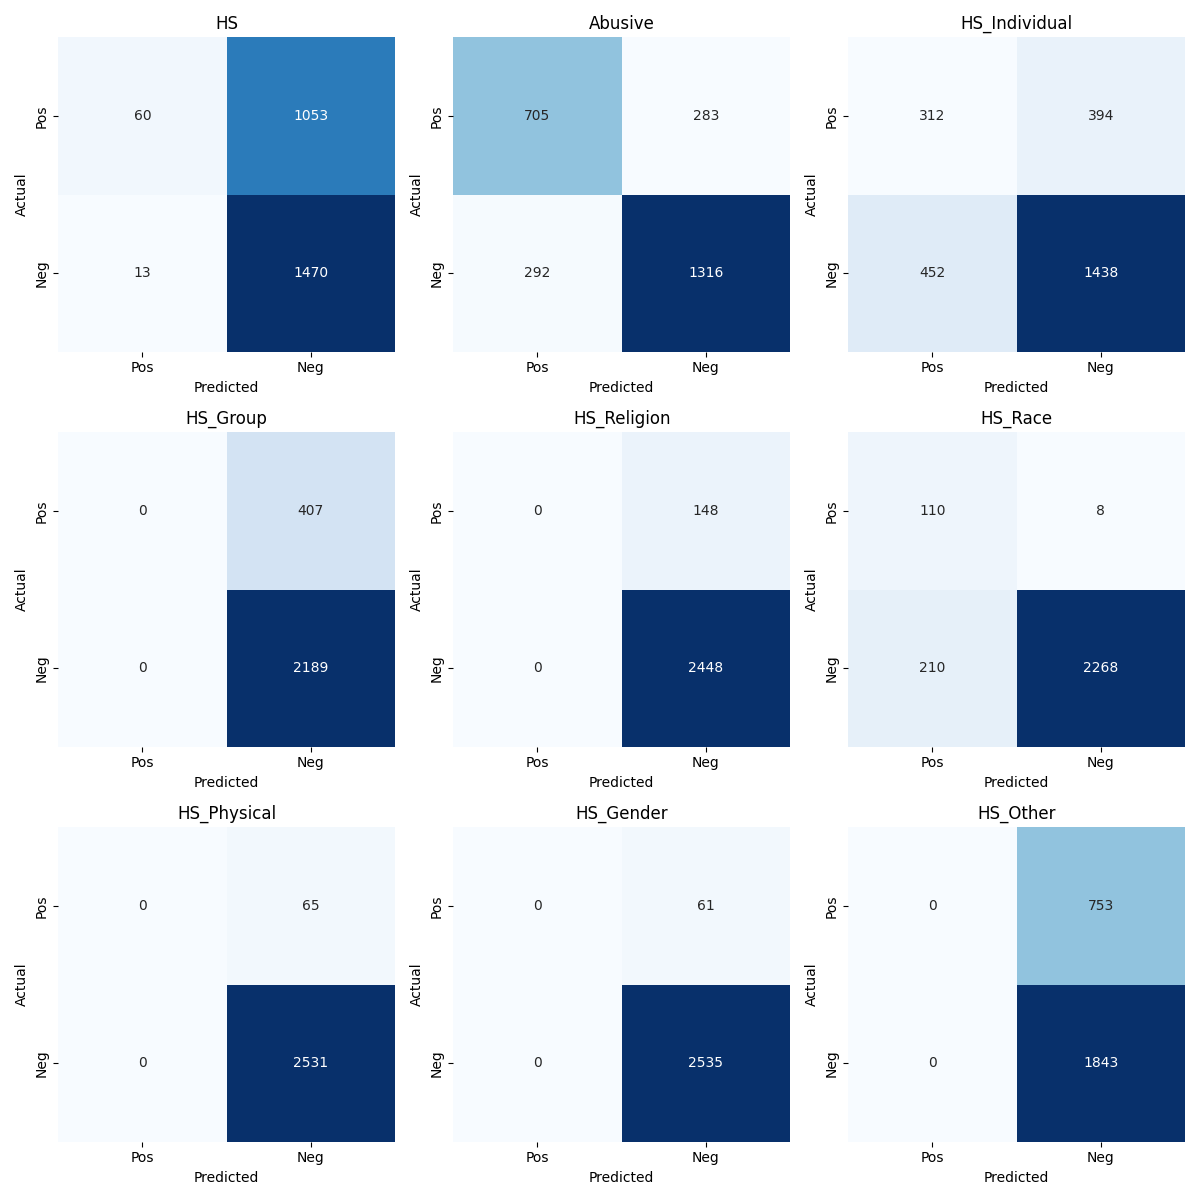 HS
Abusive
HS_Individual
Pos
60
1053
Pos
705
283
Pos
312
394
Actual
Actual
Actual
Neg
13
1470
Neg
292
1316
Neg
452
1438
Pos
Neg
Pos
Neg
Pos
Neg
Predicted
Predicted
Predicted
HS_Group
HS_Religion
HS_Race
Pos
0
407
Pos
0
148
Pos
110
8
Actual
Actual
Actual
Neg
0
2189
Neg
0
2448
Neg
210
2268
Pos
Neg
Pos
Neg
Pos
Neg
Predicted
Predicted
Predicted
HS_Physical
HS_Gender
HS_Other
Pos
0
65
Pos
0
61
Pos
0
753
Actual
Actual
Actual
Neg
0
2531
Neg
0
2535
Neg
0
1843
Pos
Neg
Pos
Neg
Pos
Neg
Predicted
Predicted
Predicted